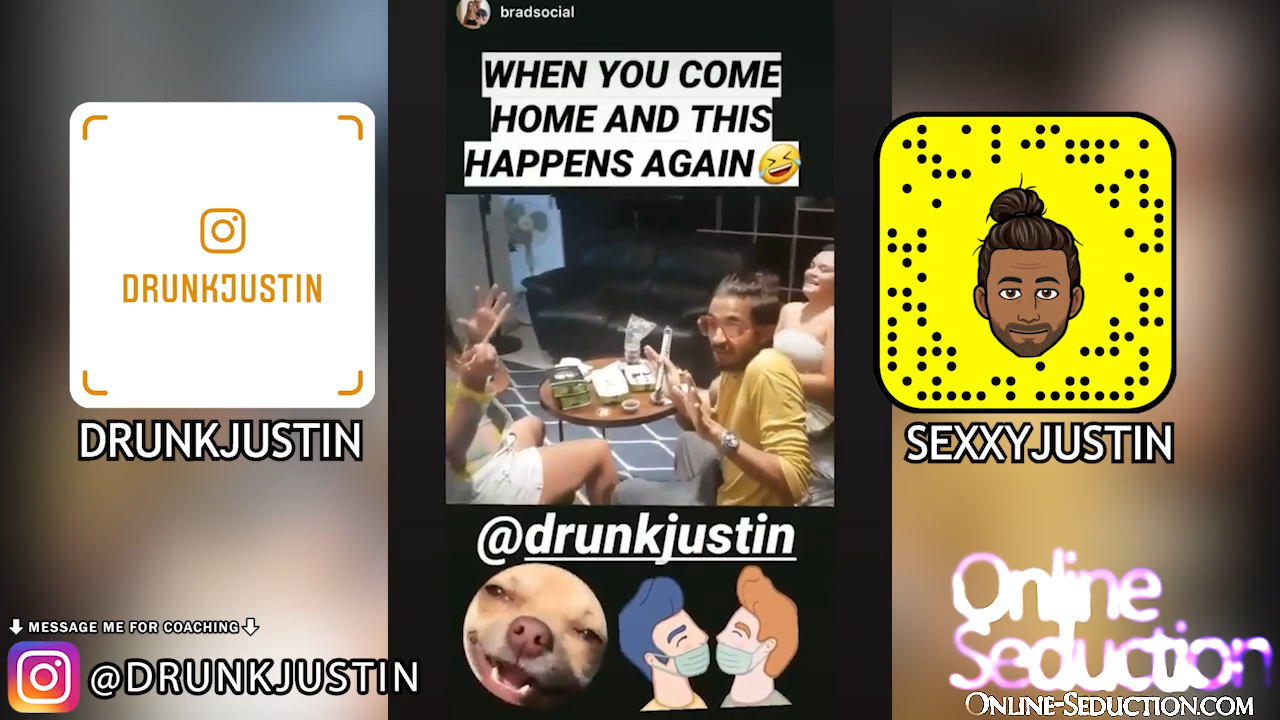 bradsocial
WHEN YOU COME
HOME AND THIS
HAPPENS AGAIN🤣
DRUNKJUSTIN
DRUNKJUSTIN
SEXXYJUSTIN
@drunkjustin
MESSAGE ME FOR COACHING
@DRUNKJUSTIN
Online
Seduction
ONLINE-SEDUCTION.COM